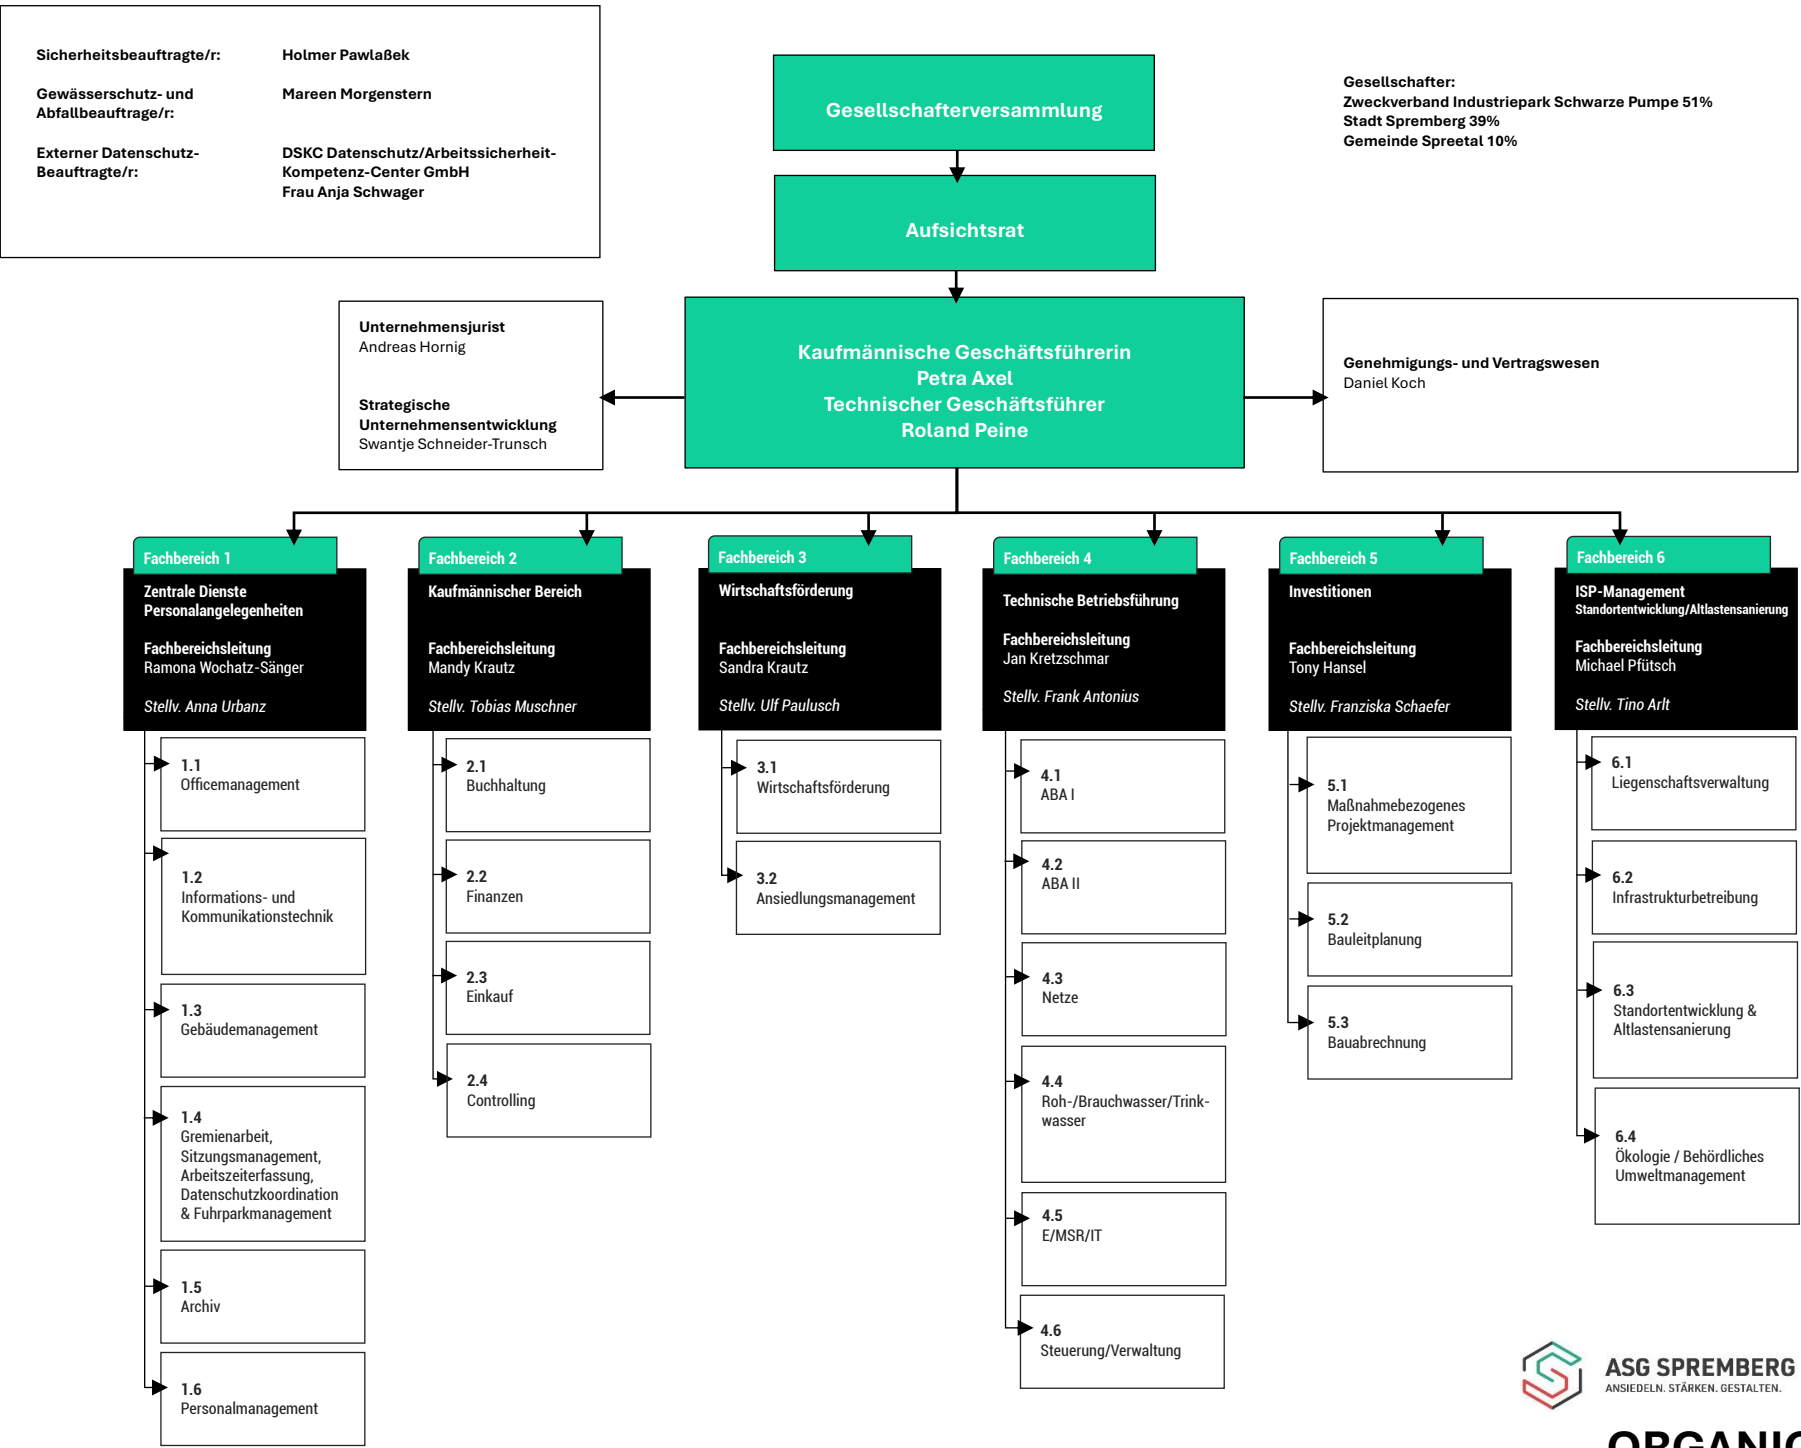 Sicherheitsbeauftragte/r: Holmer Pawlaßek
Gewässerschutz- und Mareen Morgenstern
Abfallbeauftrage/r:
Externer Datenschutz- DSKC Datenschutz/Arbeitssicherheit-
Beauftragte/r: Kompetenz-Center GmbH
Frau Anja Schwager
Gesellschafterversammlung
Gesellschafter:
Zweckverband Industriepark Schwarze Pumpe 51%
Stadt Spremberg 39%
Gemeinde Spreetal 10%
Aufsichtsrat
Unternehmensjurist
Andreas Hornig
Strategische
Unternehmensentwicklung
Swantje Schneider-Trunsch
Kaufmännische Geschäftsführerin
Petra Axel
Technischer Geschäftsführer
Roland Peine
Genehmigungs- und Vertragswesen
Daniel Koch
Fachbereich 1
Zentrale Dienste
Personalangelegenheiten
Fachbereichsleitung
Ramona Wochatz-Sänger
Stellv. Anna Urbanz
1.1
Officemanagement
1.2
Informations- und
Kommunikationstechnik
1.3
Gebäudemanagement
1.4
Gremienarbeit,
Sitzungsmanagement,
Arbeitszeiterfassung,
Datenschutzkoordination
& Fuhrparkmanagement
1.5
Archiv
1.6
Personalmanagement
Fachbereich 2
Kaufmännischer Bereich
Fachbereichsleitung
Mandy Krautz
Stellv. Tobias Muschner
2.1
Buchhaltung
2.2
Finanzen
2.3
Einkauf
2.4
Controlling
Fachbereich 3
Wirtschaftsförderung
Fachbereichsleitung
Sandra Krautz
Stellv. Ulf Paulusch
3.1
Wirtschaftsförderung
3.2
Ansiedlungsmanagement
Fachbereich 4
Technische Betriebsführung
Fachbereichsleitung
Jan Kretzschmar
Stellv. Frank Antonius
4.1
ABA I
4.2
ABA II
4.3
Netze
4.4
Roh-/Brauchwasser/Trink-
wasser
4.5
E/MSR/IT
4.6
Steuerung/Verwaltung
Fachbereich 5
Investitionen
Fachbereichsleitung
Tony Hansel
Stellv. Franziska Schaefer
5.1
Maßnahmebezogenes
Projektmanagement
5.2
Bauleitplanung
5.3
Bauabrechnung
Fachbereich 6
ISP-Management
Standortentwicklung/Altlastensanierung
Fachbereichsleitung
Michael Pfütsch
Stellv. Tino Arlt
6.1
Liegenschaftsverwaltung
6.2
Infrastrukturbetreibung
6.3
Standortentwicklung &
Altlastensanierung
6.4
Ökologie / Behördliches
Umweltmanagement
ASG SPREMBERG
ANSIEDELN. STÄRKEN. GESTALTEN.